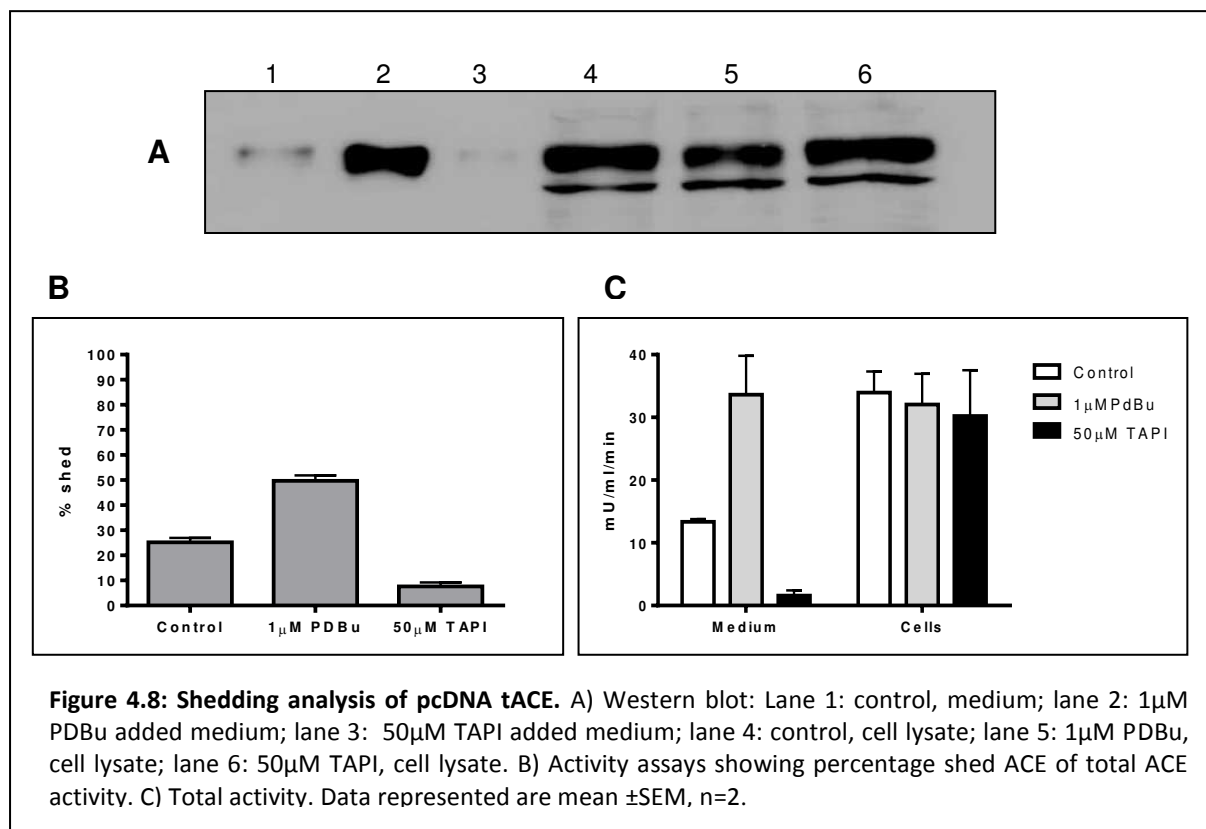 1 2 3 4 5 6
A
B
C
100
90
80
70
60
50
40
30
20
10
0
% shed
Control 1µM PDBu 50µM TAPI
40
30
20
10
0
mU/ml/min
Medium Cells
Control
1µMPdBu
50µM TAPI
Figure 4.8: Shedding analysis of pcDNA tACE. A) Western blot: Lane 1: control, medium; lane 2: 1µM
PDBu added medium; lane 3: 50µM TAPI added medium; lane 4: control, cell lysate; lane 5: 1µM PDBu,
cell lysate; lane 6: 50µM TAPI, cell lysate. B) Activity assays showing percentage shed ACE of total ACE
activity. C) Total activity. Data represented are mean ±SEM, n=2.